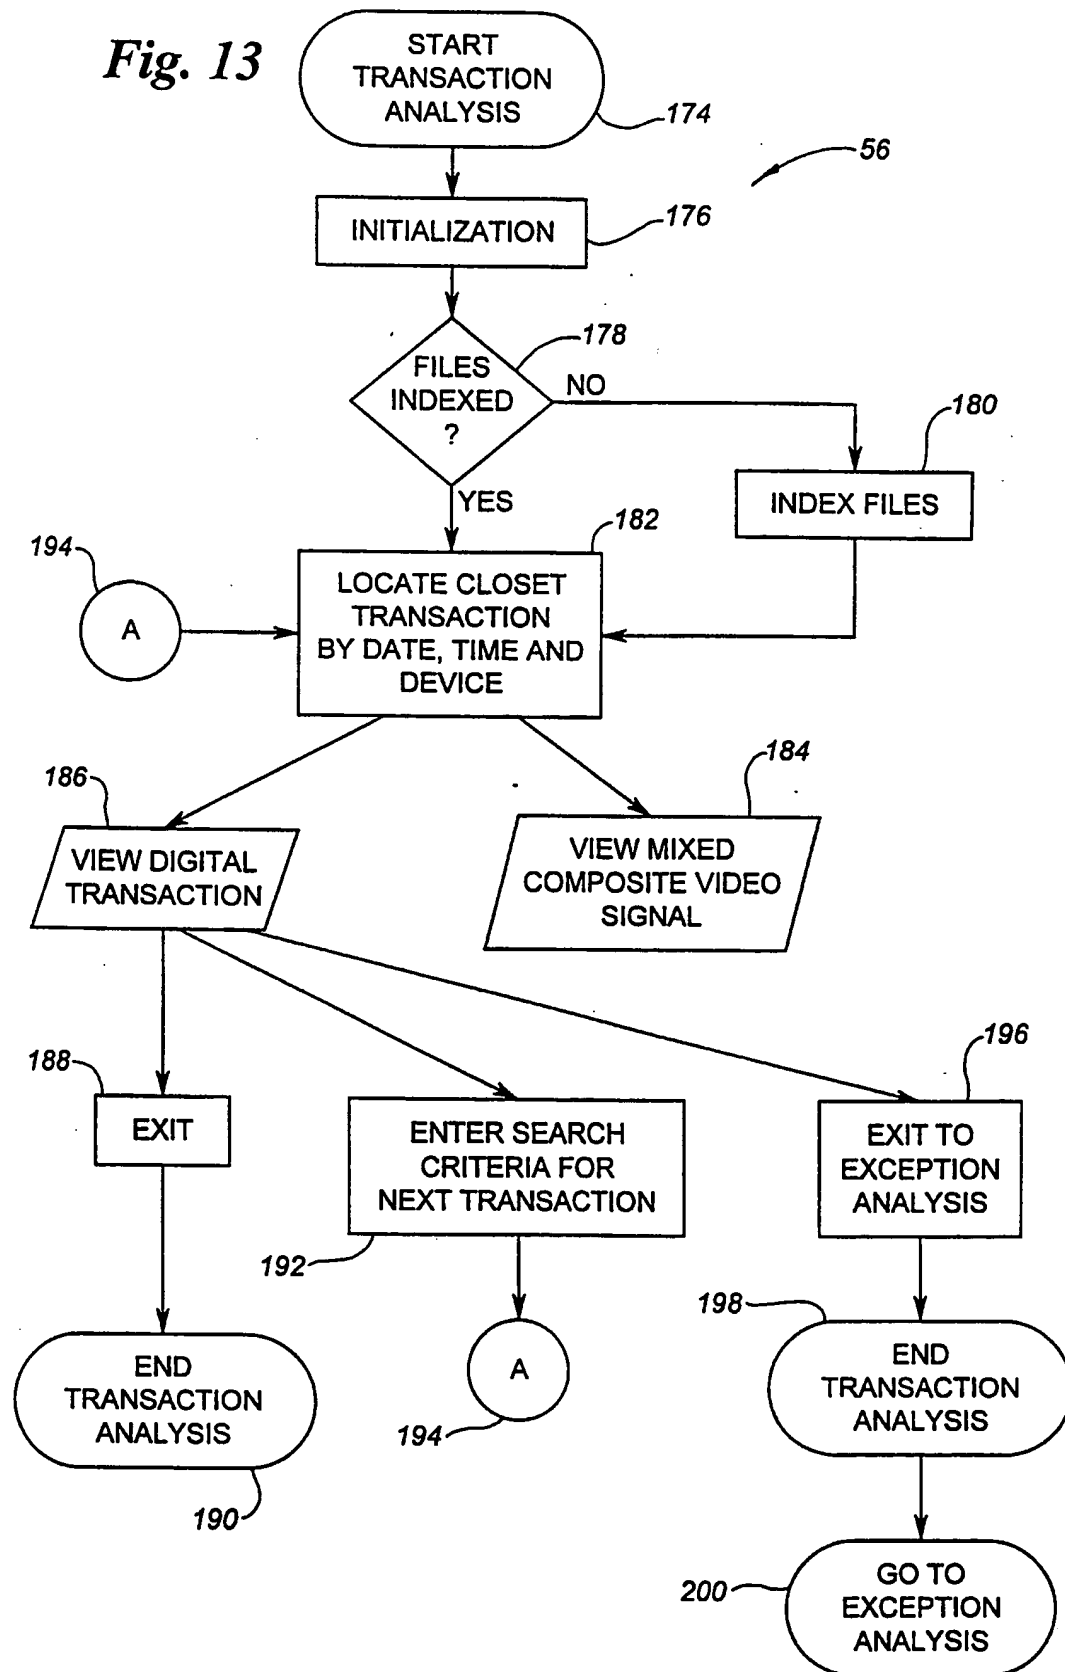 Fig. 13
START
TRANSACTION
ANALYSIS
174
56
INITIALIZATION
176
FILES
INDEXED
?
178
NO
180
INDEX FILES
YES
182
194
A
LOCATE CLOSET
TRANSACTION
BY DATE, TIME AND
DEVICE
186
VIEW DIGITAL
TRANSACTION
184
VIEW MIXED
COMPOSITE VIDEO
SIGNAL
188
EXIT
ENTER SEARCH
CRITERIA FOR
NEXT TRANSACTION
192
196
EXIT TO
EXCEPTION
ANALYSIS
END
TRANSACTION
ANALYSIS
190
A
194
198
END
TRANSACTION
ANALYSIS
200
GO TO
EXCEPTION
ANALYSIS